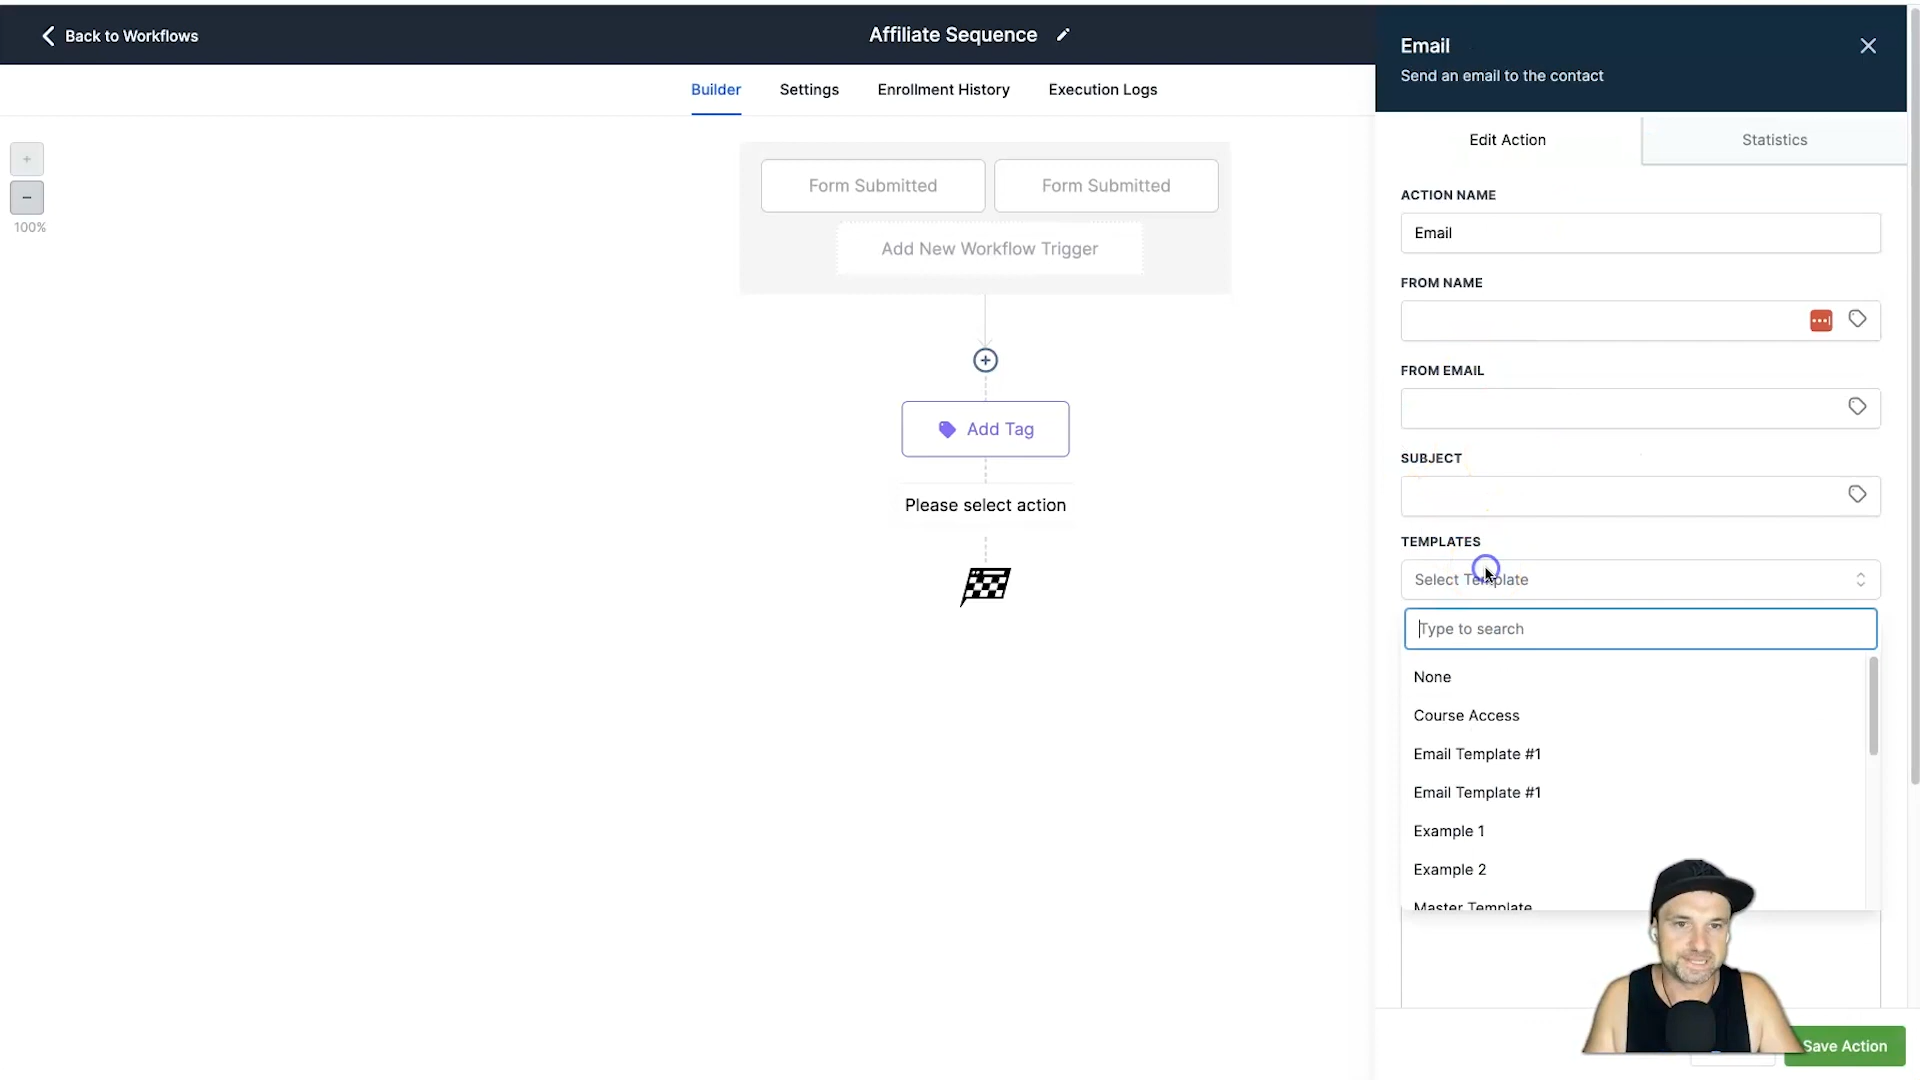 Back to Workflows
Affiliate Sequence
Builder
Settings
Enrollment History
Execution Logs
+
−
100%
Form Submitted
Form Submitted
Add New Workflow Trigger
Add Tag
Please select action
Email
Send an email to the contact
Edit Action
Statistics
ACTION NAME
Email
FROM NAME
FROM EMAIL
SUBJECT
TEMPLATES
Select Template
Type to search
None
Course Access
Email Template #1
Email Template #1
Example 1
Example 2
Master Template
Save Action